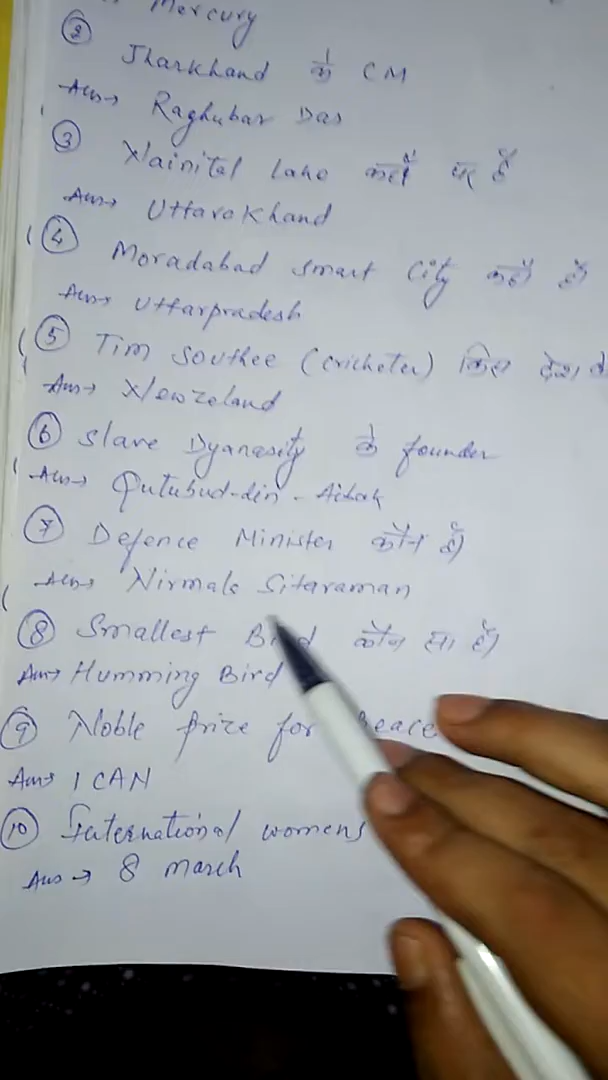 Mercury
② Jharkhand के CM
Ans→ Raghubar Das
③ Nainital Lake कहाँ पर हैं
Ans→ Uttarakhand
④ Moradabad smart City कहाँ है
Ans→ Uttarpradesh
⑤ Tim Southee (cricketer) किस देश के
Ans→ Newzeland
⑥ Slave Dyanasity के founder
Ans→ Qutubud-din-Aibak
⑦ Defence Minister कौन है
Ans→ Nirmala Sitaraman
⑧ Smallest Bird कौन सा है
Ans→ Humming Bird
⑨ Noble Prize for Peace
Ans→ ICAN
⑩ International womens
Ans→ 8 march